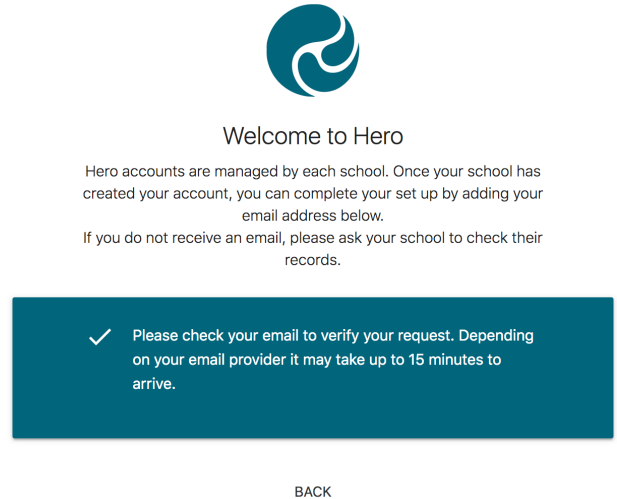 Welcome to Hero
Hero accounts are managed by each school. Once your school has
created your account, you can complete your set up by adding your
email address below.
If you do not receive an email, please ask your school to check their
records.
Please check your email to verify your request. Depending
on your email provider it may take up to 15 minutes to
arrive.
BACK